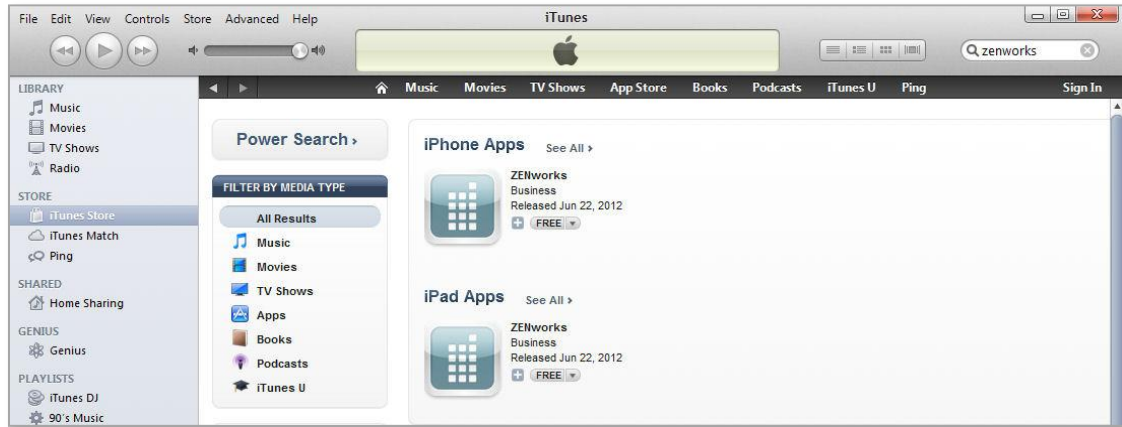 File Edit View Controls Store Advanced Help
iTunes
zenworks
LIBRARY
Music
Movies
TV Shows
Radio
STORE
iTunes Store
iTunes Match
Ping
SHARED
Home Sharing
GENIUS
Genius
PLAYLISTS
iTunes DJ
90's Music
Music Movies TV Shows App Store Books Podcasts iTunes U Ping Sign In
Power Search ›
FILTER BY MEDIA TYPE
All Results
Music
Movies
TV Shows
Apps
Books
Podcasts
iTunes U
iPhone Apps See All ›
ZENworks
Business
Released Jun 22, 2012
FREE
iPad Apps See All ›
ZENworks
Business
Released Jun 22, 2012
FREE